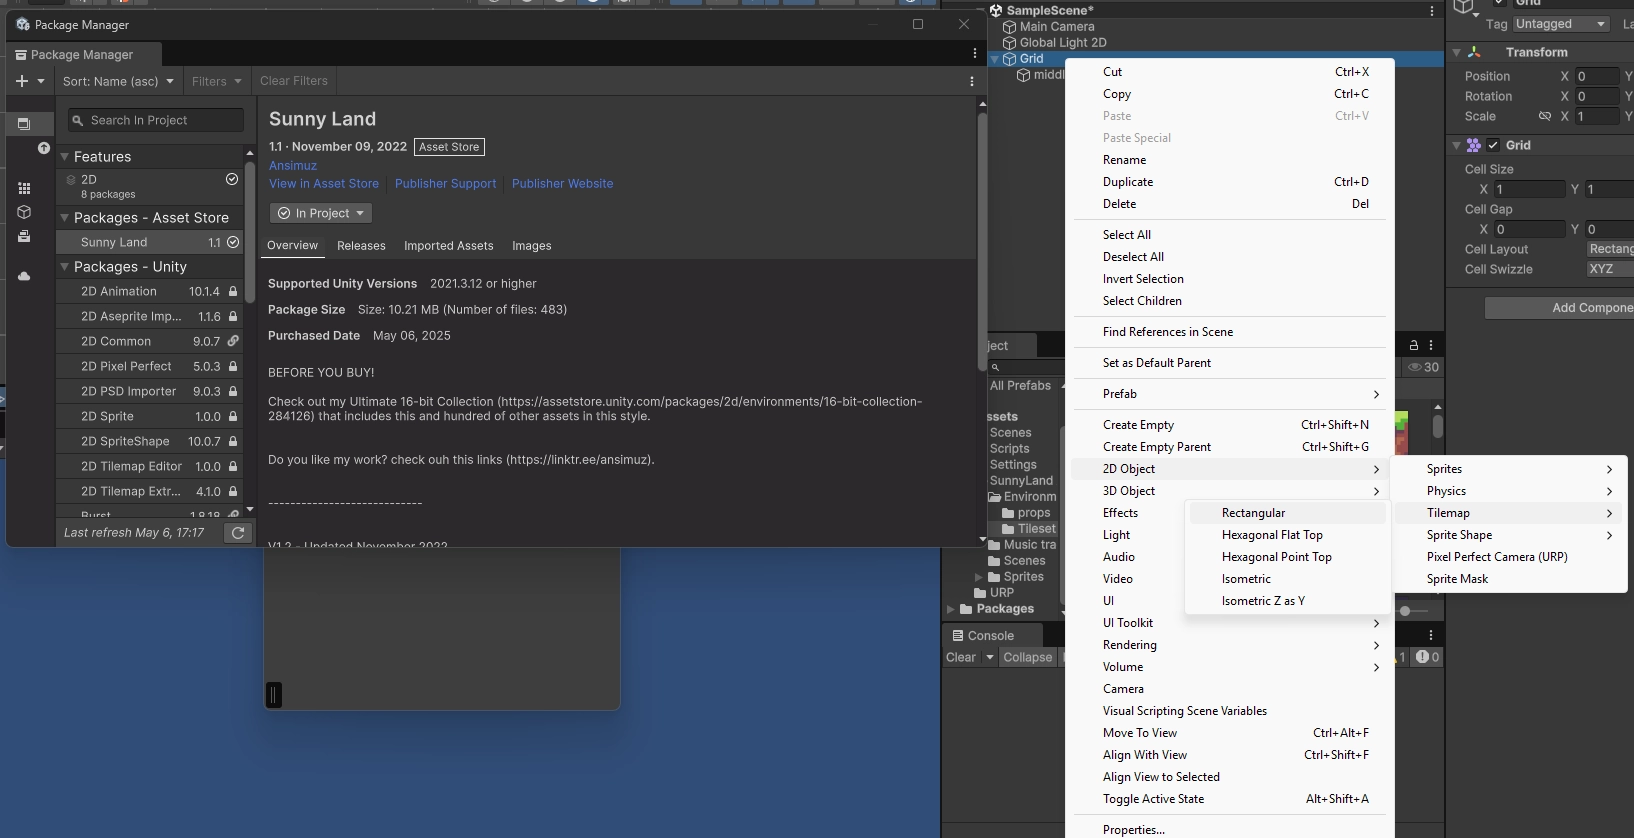 Package Manager
Package Manager
Sort: Name (asc)
Filters
Clear Filters
Search In Project
Features
2D
8 packages
Packages - Asset Store
Sunny Land 1.1
Packages - Unity
2D Animation 10.1.4
2D Aseprite Imp... 1.1.6
2D Common 9.0.7
2D Pixel Perfect 5.0.3
2D PSD Importer 9.0.3
2D Sprite 1.0.0
2D SpriteShape 10.0.7
2D Tilemap Editor 1.0.0
2D Tilemap Extr... 4.1.0
Burst 1.8.18
Last refresh May 6, 17:17
Sunny Land
1.1 · November 09, 2022 Asset Store
Ansimuz
View in Asset Store Publisher Support Publisher Website
In Project
Overview Releases Imported Assets Images
Supported Unity Versions 2021.3.12 or higher
Package Size Size: 10.21 MB (Number of files: 483)
Purchased Date May 06, 2025
BEFORE YOU BUY!
Check out my Ultimate 16-bit Collection (https://assetstore.unity.com/packages/2d/environments/16-bit-collection-
284126) that includes this and hundred of other assets in this style.
Do you like my work? check ouh this links (https://linktr.ee/ansimuz).
----------------------------
V1.2 - Updated November 2022
SampleScene*
Main Camera
Global Light 2D
Grid
middl
Cut Ctrl+X
Copy Ctrl+C
Paste Ctrl+V
Paste Special
Rename
Duplicate Ctrl+D
Delete Del
Select All
Deselect All
Invert Selection
Select Children
Find References in Scene
Set as Default Parent
Prefab
Create Empty Ctrl+Shift+N
Create Empty Parent Ctrl+Shift+G
2D Object
3D Object
Effects
Light
Audio
Video
UI
UI Toolkit
Rendering
Volume
Camera
Visual Scripting Scene Variables
Move To View Ctrl+Alt+F
Align With View Ctrl+Shift+F
Align View to Selected
Toggle Active State Alt+Shift+A
Properties...
Sprites
Physics
Tilemap
Sprite Shape
Pixel Perfect Camera (URP)
Sprite Mask
Rectangular
Hexagonal Flat Top
Hexagonal Point Top
Isometric
Isometric Z as Y
ject
All Prefabs
ssets
Scenes
Scripts
Settings
SunnyLand
Environm
props
Tileset
Music tra
Scenes
Sprites
URP
Packages
30
Console
Clear Collapse
1 0
Grid
Tag Untagged La
Transform
Position X 0 Y
Rotation X 0 Y
Scale X 1 Y
Grid
Cell Size
X 1 Y 1
Cell Gap
X 0 Y 0
Cell Layout Rectang
Cell Swizzle XYZ
Add Compone